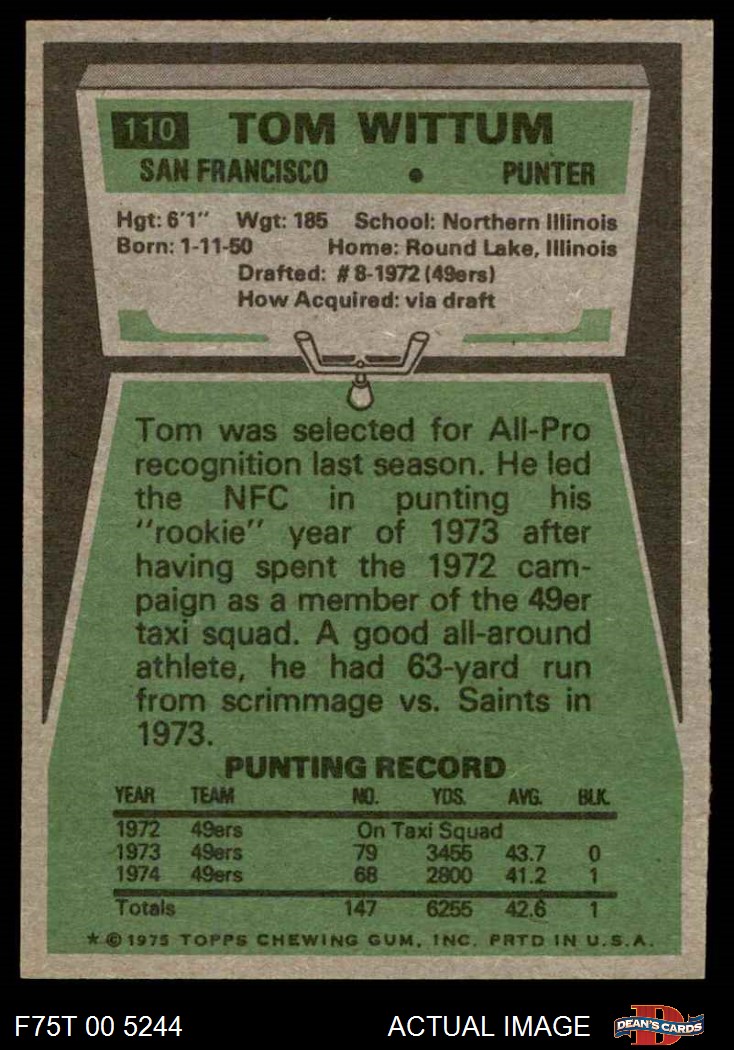 110 TOM WITTUM
SAN FRANCISCO • PUNTER
Hgt: 6'1" Wgt: 185 School: Northern Illinois
Born: 1-11-50 Home: Round Lake, Illinois
Drafted: #8-1972 (49ers)
How Acquired: via draft
Tom was selected for All-Pro
recognition last season. He led
the NFC in punting his
"rookie" year of 1973 after
having spent the 1972 cam-
paign as a member of the 49er
taxi squad. A good all-around
athlete, he had 63-yard run
from scrimmage vs. Saints in
1973.
PUNTING RECORD
YEAR TEAM NO. YDS. AVG. BLK.
1972 49ers On Taxi Squad
1973 49ers 79 3455 43.7 0
1974 49ers 68 2800 41.2 1
Totals 147 6255 42.6 1
* © 1975 TOPPS CHEWING GUM, INC. PRTD IN U.S.A.
F75T 00 5244 ACTUAL IMAGE DEAN'S CARDS